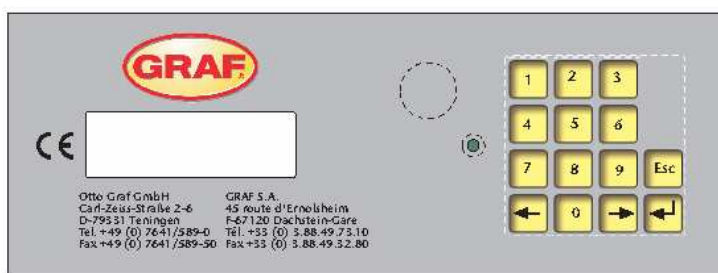 GRAF
CE
Otto Graf GmbH
Carl-Zeiss-Straße 2-6
D-79331 Teningen
Tel. +49 (0) 7641/589-0
Fax +49 (0) 7641/589-50
GRAF S.A.
45 route d'Ernolsheim
F-67120 Dachstein-Gare
Tél. +33 (0) 3.88.49.73.10
Fax +33 (0) 3.88.49.32.80
1 2 3
4 5 6
7 8 9 Esc
← 0 → ↵